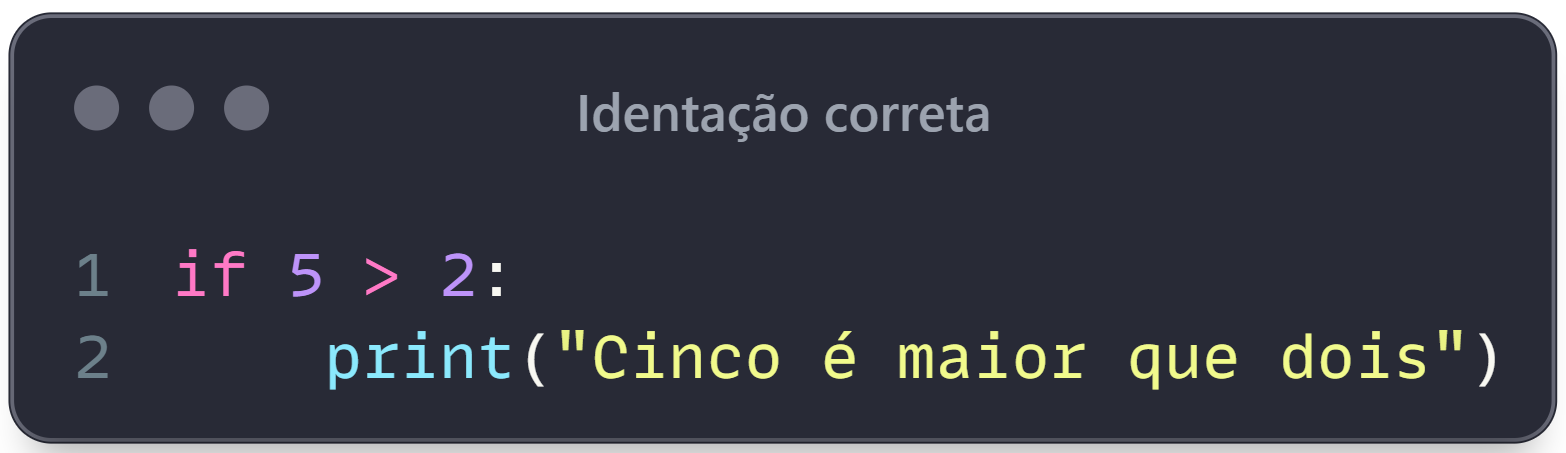 Identação correta
1 if 5 > 2:
2     print("Cinco é maior que dois")